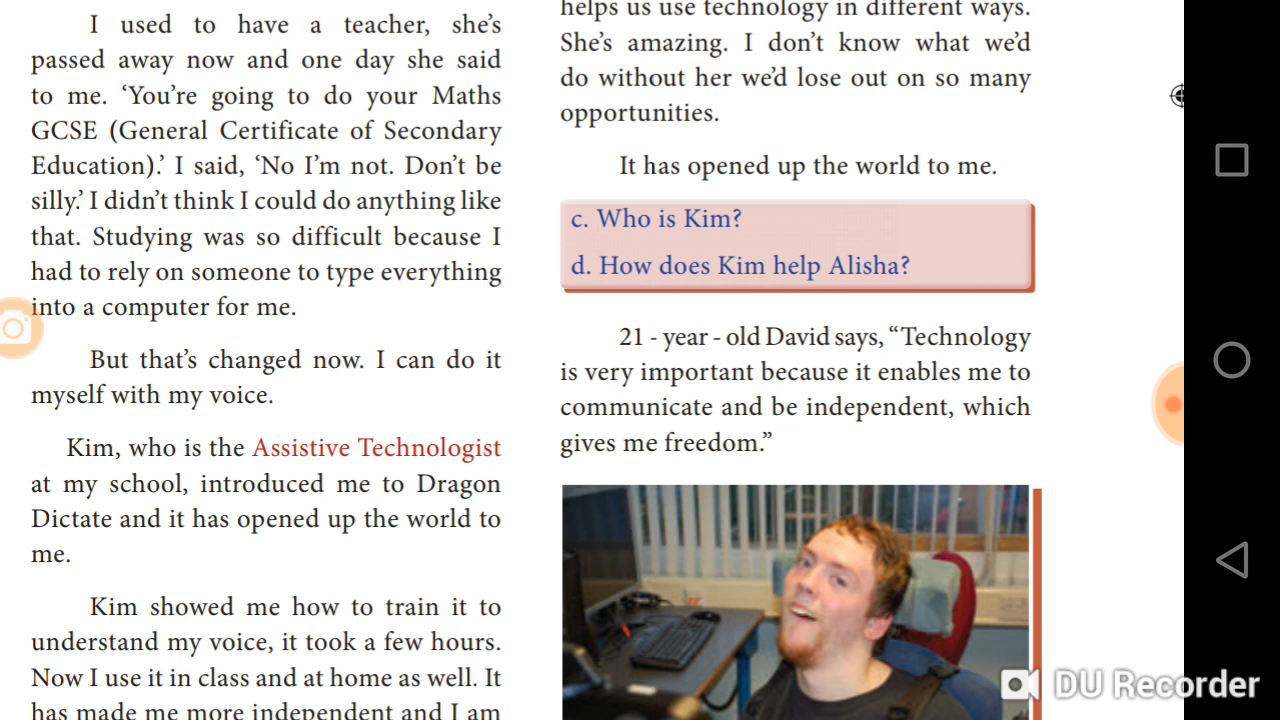 I used to have a teacher, she's
passed away now and one day she said
to me. ‘You're going to do your Maths
GCSE (General Certificate of Secondary
Education).’ I said, ‘No I'm not. Don't be
silly.’ I didn't think I could do anything like
that. Studying was so difficult because I
had to rely on someone to type everything
into a computer for me.
But that's changed now. I can do it
myself with my voice.
Kim, who is the Assistive Technologist
at my school, introduced me to Dragon
Dictate and it has opened up the world to
me.
Kim showed me how to train it to
understand my voice, it took a few hours.
Now I use it in class and at home as well. It
has made me more independent and I am
helps us use technology in different ways.
She's amazing. I don't know what we'd
do without her we'd lose out on so many
opportunities.
It has opened up the world to me.
c. Who is Kim?
d. How does Kim help Alisha?
21 - year - old David says, “Technology
is very important because it enables me to
communicate and be independent, which
gives me freedom.”
DU Recorder